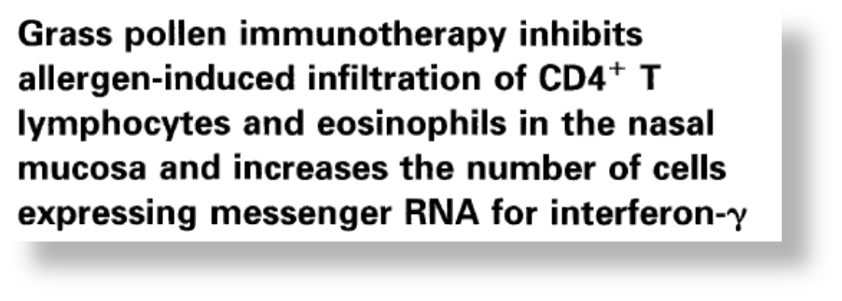 Grass pollen immunotherapy inhibits
allergen-induced infiltration of CD4⁺ T
lymphocytes and eosinophils in the nasal
mucosa and increases the number of cells
expressing messenger RNA for interferon-γ